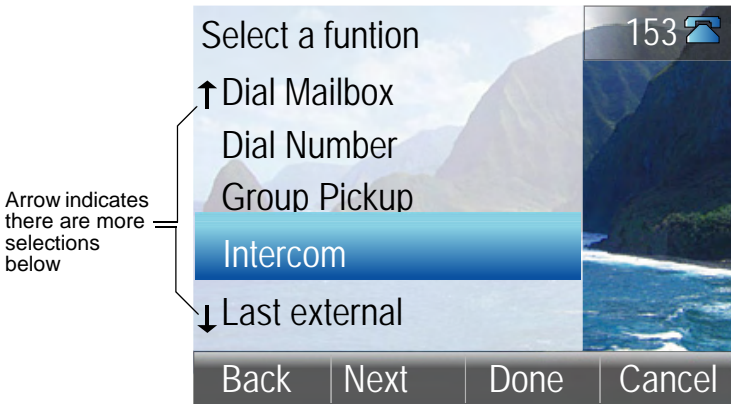 Select a funtion
153
Dial Mailbox
Dial Number
Group Pickup
Intercom
Last external
Back Next Done Cancel
Arrow indicates
there are more
selections
below